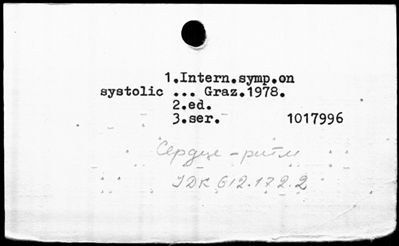 1.Intern.symp.on
systolic ... Graz.1978.
2.ed.
3.ser. 1017996
Сердце - ритм
УДК 612.172.2